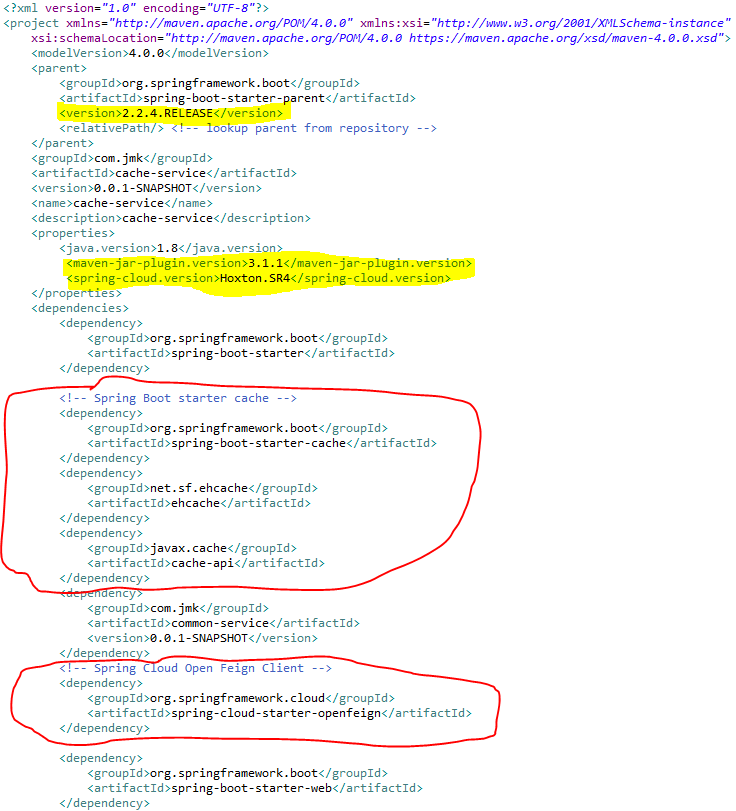 <?xml version="1.0" encoding="UTF-8"?>
<project xmlns="http://maven.apache.org/POM/4.0.0" xmlns:xsi="http://www.w3.org/2001/XMLSchema-instance"
    xsi:schemaLocation="http://maven.apache.org/POM/4.0.0 https://maven.apache.org/xsd/maven-4.0.0.xsd">
    <modelVersion>4.0.0</modelVersion>
    <parent>
        <groupId>org.springframework.boot</groupId>
        <artifactId>spring-boot-starter-parent</artifactId>
        <version>2.2.4.RELEASE</version>
        <relativePath/> <!-- lookup parent from repository -->
    </parent>
    <groupId>com.jmk</groupId>
    <artifactId>cache-service</artifactId>
    <version>0.0.1-SNAPSHOT</version>
    <name>cache-service</name>
    <description>cache-service</description>
    <properties>
        <java.version>1.8</java.version>
         <maven-jar-plugin.version>3.1.1</maven-jar-plugin.version>
         <spring-cloud.version>Hoxton.SR4</spring-cloud.version>
    </properties>
    <dependencies>
        <dependency>
            <groupId>org.springframework.boot</groupId>
            <artifactId>spring-boot-starter</artifactId>
        </dependency>
        <!-- Spring Boot starter cache -->
        <dependency>
            <groupId>org.springframework.boot</groupId>
            <artifactId>spring-boot-starter-cache</artifactId>
        </dependency>
        <dependency>
            <groupId>net.sf.ehcache</groupId>
            <artifactId>ehcache</artifactId>
        </dependency>
        <dependency>
            <groupId>javax.cache</groupId>
            <artifactId>cache-api</artifactId>
        </dependency>
        <dependency>
            <groupId>com.jmk</groupId>
            <artifactId>common-service</artifactId>
            <version>0.0.1-SNAPSHOT</version>
        </dependency>
        <!-- Spring Cloud Open Feign Client -->
        <dependency>
            <groupId>org.springframework.cloud</groupId>
            <artifactId>spring-cloud-starter-openfeign</artifactId>
        </dependency>
        <dependency>
            <groupId>org.springframework.boot</groupId>
            <artifactId>spring-boot-starter-web</artifactId>
        </dependency>